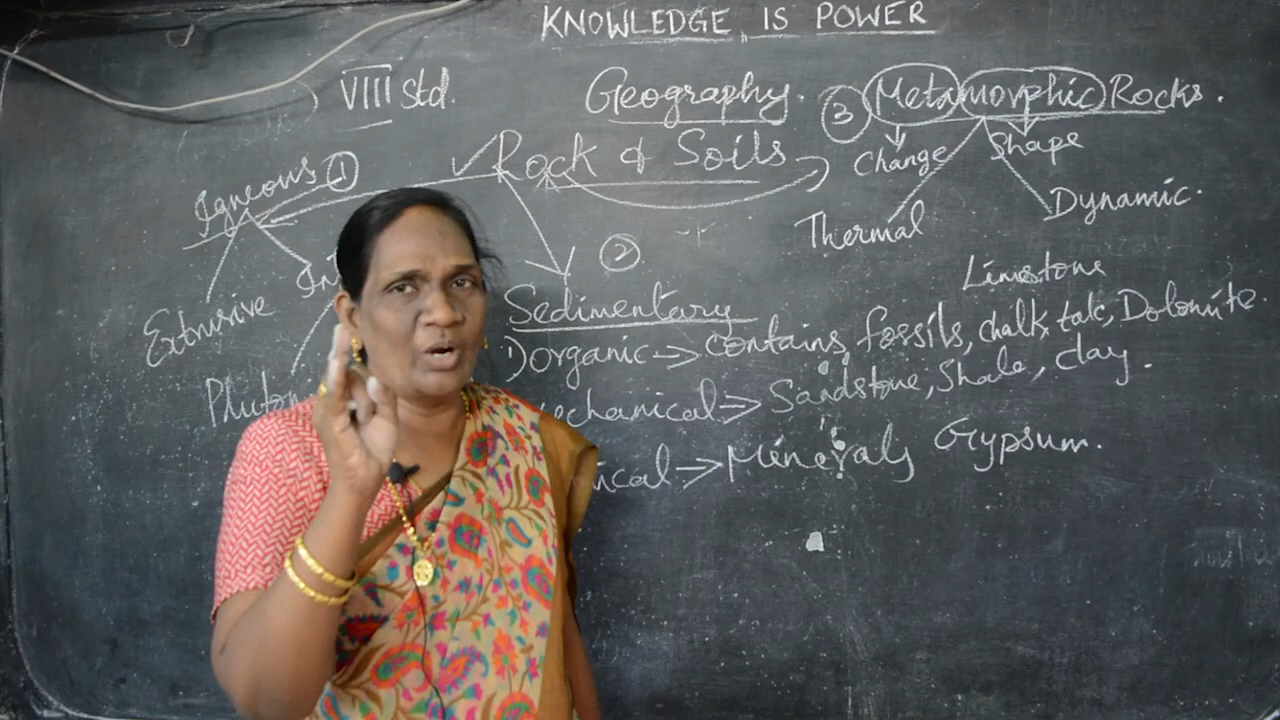 KNOWLEDGE IS POWER
VIII Std.
Geography.
③ Metamorphic Rocks.
Rock & Soils
Change
Shape
Igneous ①
Thermal
Dynamic.
②
Extrusive
Sedimentary
Limestone
1) organic → Contains, fossils, chalk, talc, Dolomite.
Sandstone, Shale, clay.
Minerals Gypsum.